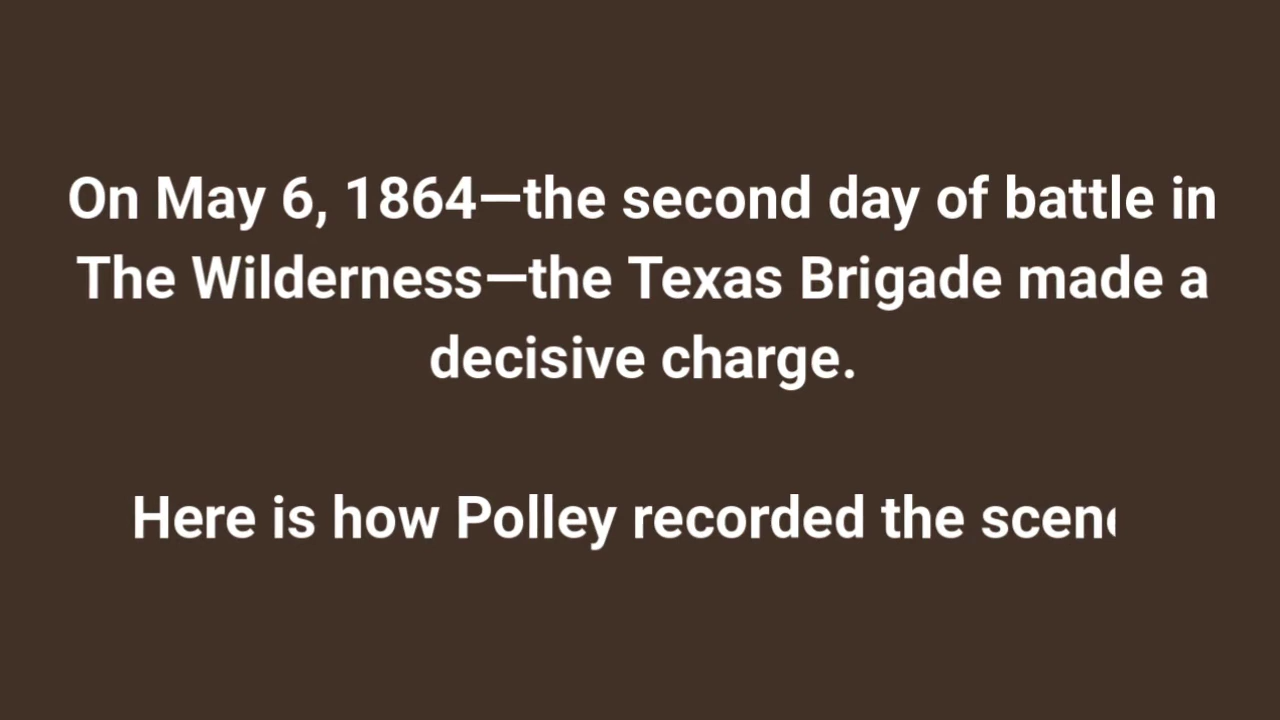 On May 6, 1864—the second day of battle in
The Wilderness—the Texas Brigade made a
decisive charge.
Here is how Polley recorded the scen